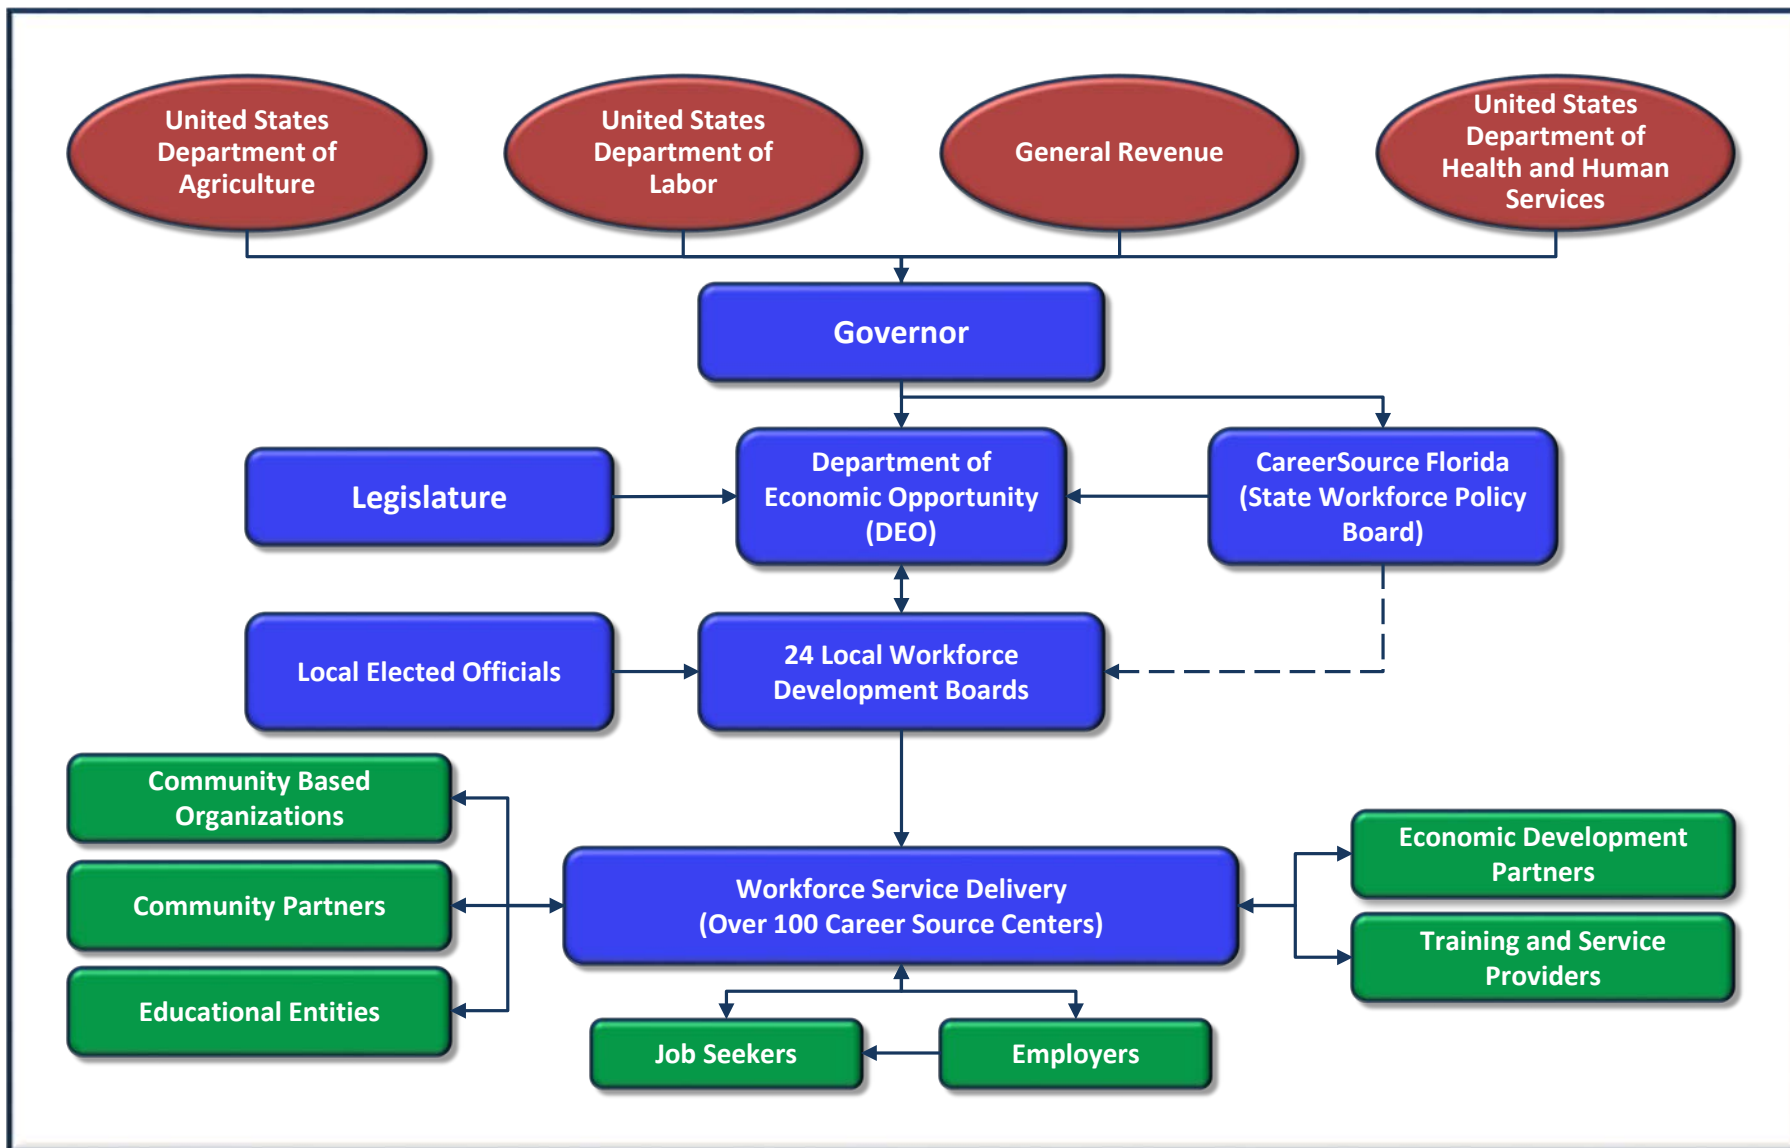 United States
Department of
Agriculture
United States
Department of
Labor
General Revenue
United States
Department of
Health and Human
Services
Governor
Legislature
Department of
Economic Opportunity
(DEO)
CareerSource Florida
(State Workforce Policy
Board)
Local Elected Officials
24 Local Workforce
Development Boards
Community Based
Organizations
Community Partners
Educational Entities
Workforce Service Delivery
(Over 100 Career Source Centers)
Economic Development
Partners
Training and Service
Providers
Job Seekers
Employers